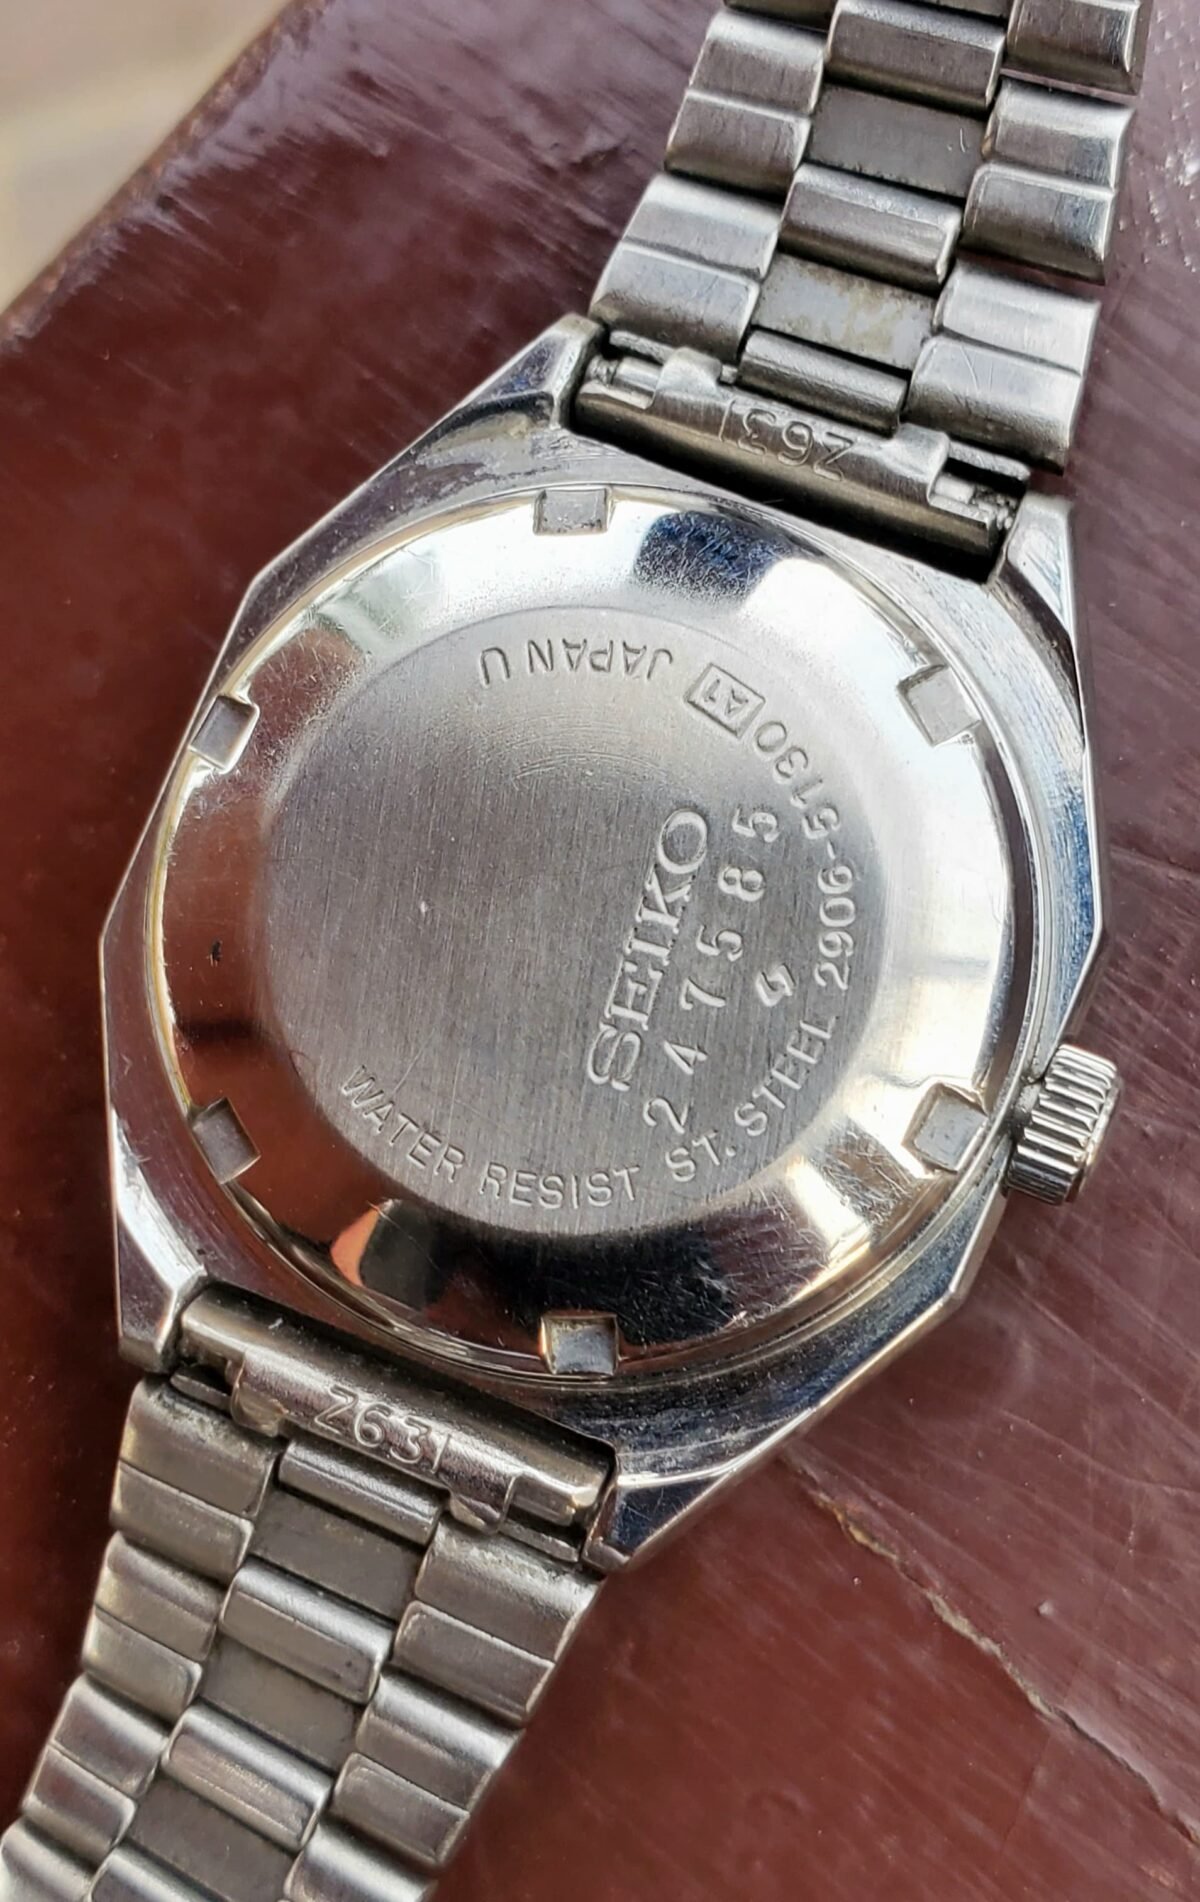 SEIKO
247585
WATER RESIST ST. STEEL 2906-5130 A1 JAPAN U
Z631
Z631